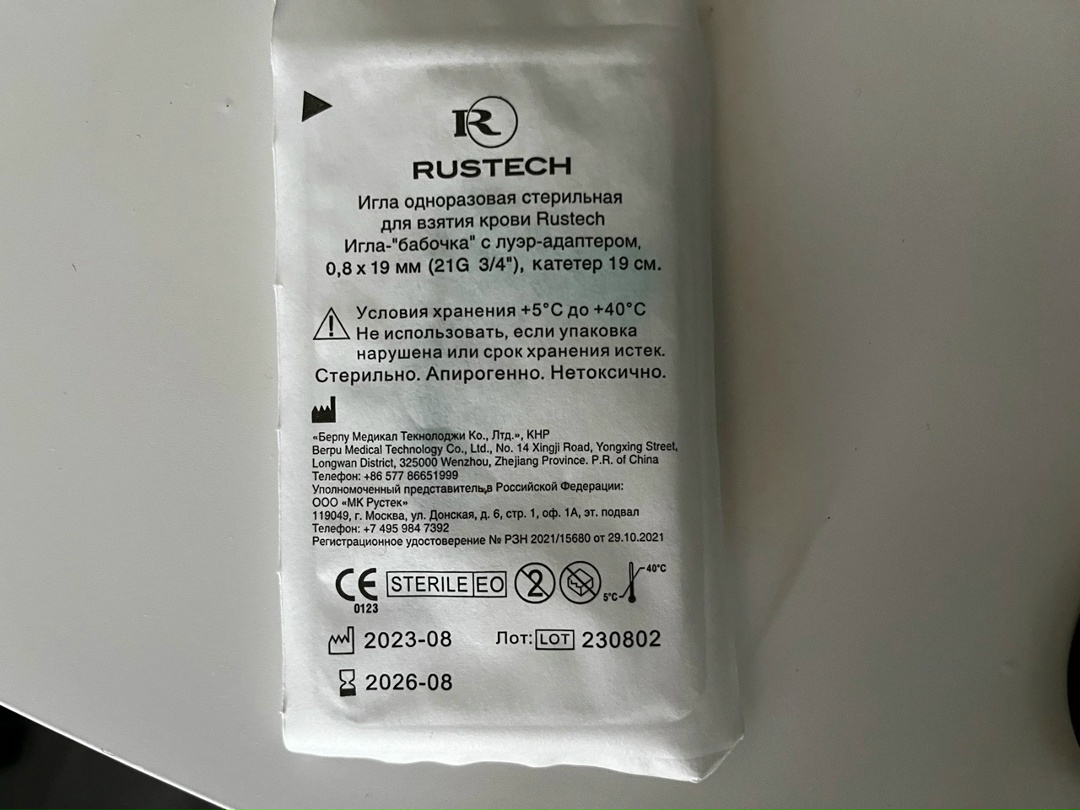 R
RUSTECH
Игла одноразовая стерильная
для взятия крови Rustech
Игла-"бабочка" с луэр-адаптером,
0,8 x 19 мм (21G 3/4"), катетер 19 см.
Условия хранения +5°C до +40°C
Не использовать, если упаковка
нарушена или срок хранения истек.
Стерильно. Апирогенно. Нетоксично.
«Берпу Медикал Текнолоджи Ко., Лтд.», КНР
Berpu Medical Technology Co., Ltd., No. 14 Xingji Road, Yongxing Street,
Longwan District, 325000 Wenzhou, Zhejiang Province. P.R. of China
Телефон: +86 577 86651999
Уполномоченный представитель в Российской Федерации:
ООО «МК Рустек»
119049, г. Москва, ул. Донская, д. 6, стр. 1, оф. 1А, эт. подвал
Телефон: +7 495 984 7392
Регистрационное удостоверение № РЗН 2021/15680 от 29.10.2021
CE 0123 STERILE EO 2 5°C 40°C
2023-08 Лот: LOT 230802
2026-08